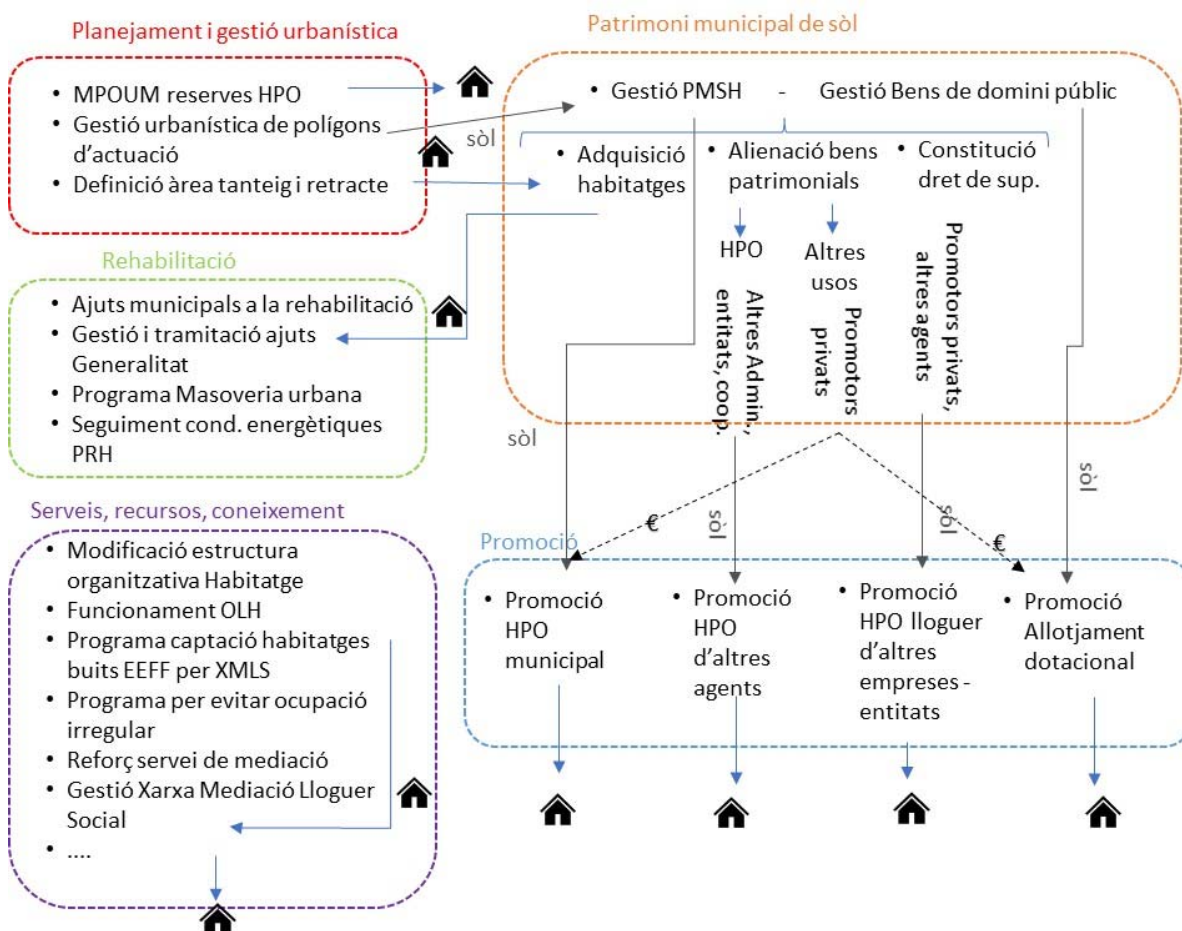 Planejament i gestió urbanística
• MPOUM reserves HPO
• Gestió urbanística de polígons
d'actuació
• Definició àrea tanteig i retracte
sòl
Patrimoni municipal de sòl
• Gestió PMSH - Gestió Bens de domini públic
• Adquisició
habitatges
• Alienació bens
patrimonials
• Constitució
dret de sup.
HPO
Altres
usos
Altres Admin.,
entitats, coop.
Promotors
privats
Promotors privats,
altres agents
Rehabilitació
• Ajuts municipals a la rehabilitació
• Gestió i tramitació ajuts
Generalitat
• Programa Masoveria urbana
• Seguiment cond. energètiques
PRH
sòl
sòl
sòl
sòl
€
€
Serveis, recursos, coneixement
• Modificació estructura
organitzativa Habitatge
• Funcionament OLH
• Programa captació habitatges
buits EEFF per XMLS
• Programa per evitar ocupació
irregular
• Reforç servei de mediació
• Gestió Xarxa Mediació Lloguer
Social
• ....
Promoció
• Promoció
HPO
municipal
• Promoció
HPO
d'altres
agents
• Promoció
HPO lloguer
d'altres
empreses -
entitats
• Promoció
Allotjament
dotacional